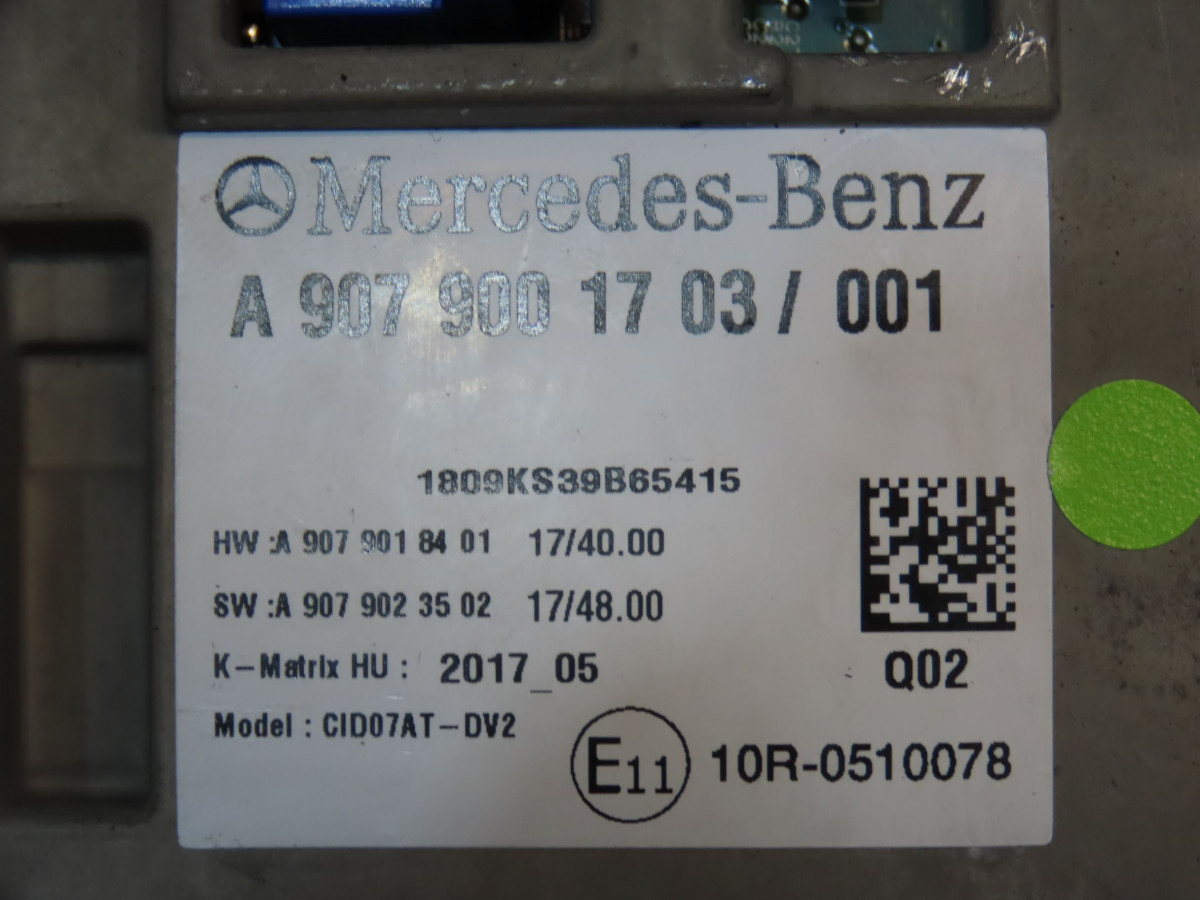 Mercedes-Benz
A 907 900 17 03 / 001
1809KS39B65415
HW :A 907 901 84 01 17/40.00
SW :A 907 902 35 02 17/48.00
K-Matrix HU : 2017_05
Q02
Model : CID07AT-DV2
E11 10R-0510078